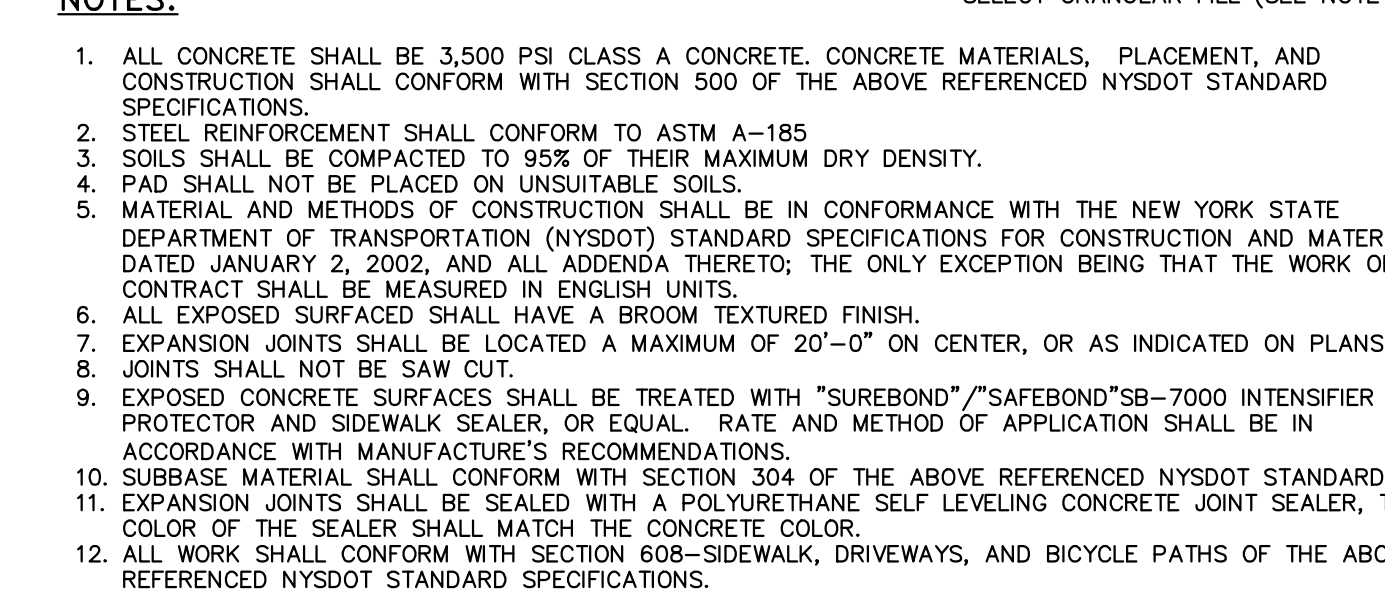 NOTES:
SELECT GRANULAR FILL (SEE NOTE
1. ALL CONCRETE SHALL BE 3,500 PSI CLASS A CONCRETE. CONCRETE MATERIALS, PLACEMENT, AND
CONSTRUCTION SHALL CONFORM WITH SECTION 500 OF THE ABOVE REFERENCED NYSDOT STANDARD
SPECIFICATIONS.
2. STEEL REINFORCEMENT SHALL CONFORM TO ASTM A-185
3. SOILS SHALL BE COMPACTED TO 95% OF THEIR MAXIMUM DRY DENSITY.
4. PAD SHALL NOT BE PLACED ON UNSUITABLE SOILS.
5. MATERIAL AND METHODS OF CONSTRUCTION SHALL BE IN CONFORMANCE WITH THE NEW YORK STATE
DEPARTMENT OF TRANSPORTATION (NYSDOT) STANDARD SPECIFICATIONS FOR CONSTRUCTION AND MATER
DATED JANUARY 2, 2002, AND ALL ADDENDA THERETO; THE ONLY EXCEPTION BEING THAT THE WORK
CONTRACT SHALL BE MEASURED IN ENGLISH UNITS.
6. ALL EXPOSED SURFACED SHALL HAVE A BROOM TEXTURED FINISH.
7. EXPANSION JOINTS SHALL BE LOCATED A MAXIMUM OF 20'-0" ON CENTER, OR AS INDICATED ON PLANS
8. JOINTS SHALL NOT BE SAW CUT.
9. EXPOSED CONCRETE SURFACES SHALL BE TREATED WITH "SUREBOND"/"SAFEBOND"SB-7000 INTENSIFIER
PROTECTOR AND SIDEWALK SEALER, OR EQUAL. RATE AND METHOD OF APPLICATION SHALL BE IN
ACCORDANCE WITH MANUFACTURE'S RECOMMENDATIONS.
10. SUBBASE MATERIAL SHALL CONFORM WITH SECTION 304 OF THE ABOVE REFERENCED NYSDOT STANDARD
11. EXPANSION JOINTS SHALL BE SEALED WITH A POLYURETHANE SELF LEVELING CONCRETE JOINT SEALER,
COLOR OF THE SEALER SHALL MATCH THE CONCRETE COLOR.
12. ALL WORK SHALL CONFORM WITH SECTION 608-SIDEWALK, DRIVEWAYS, AND BICYCLE PATHS OF THE ABO
REFERENCED NYSDOT STANDARD SPECIFICATIONS.